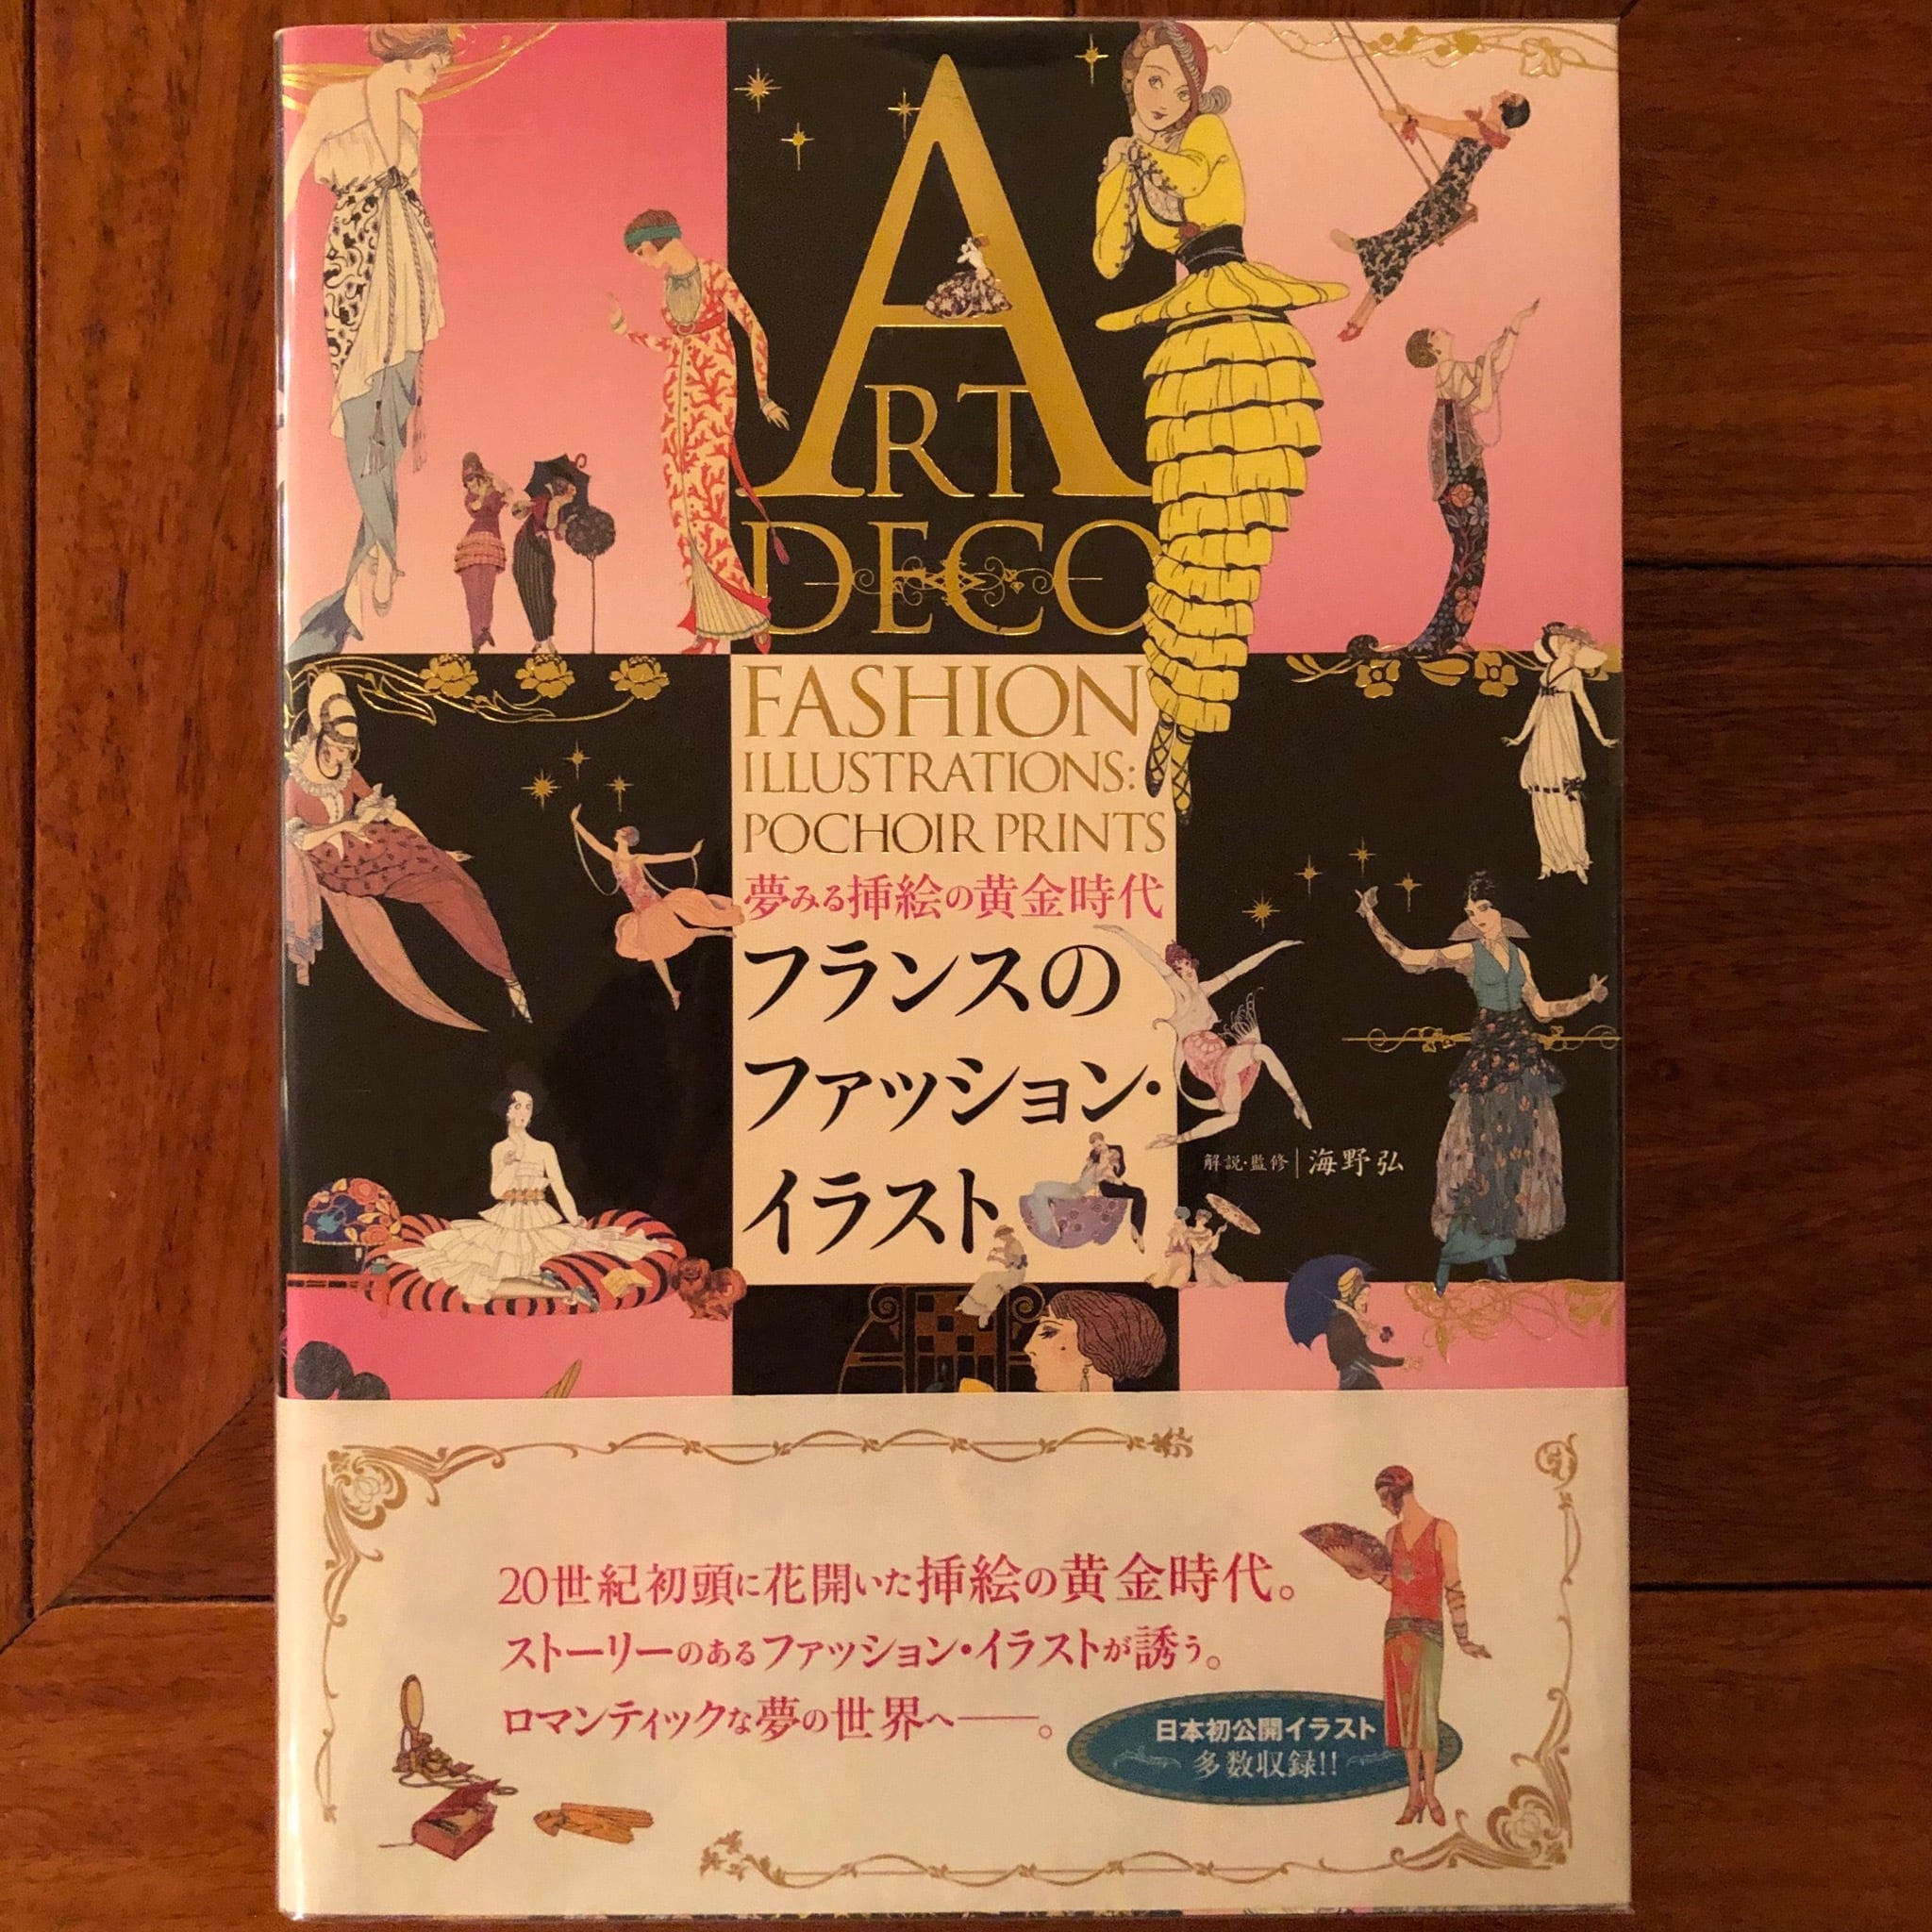 ART
DECO
FASHION
ILLUSTRATIONS:
POCHOIR PRINTS
夢みる挿絵の黄金時代
フランスの
ファッション・
イラスト
解説・監修|海野弘
20世紀初頭に花開いた挿絵の黄金時代。
ストーリーのあるファッション・イラストが誘う。
ロマンティックな夢の世界へ——。
日本初公開イラスト
多数収録!!